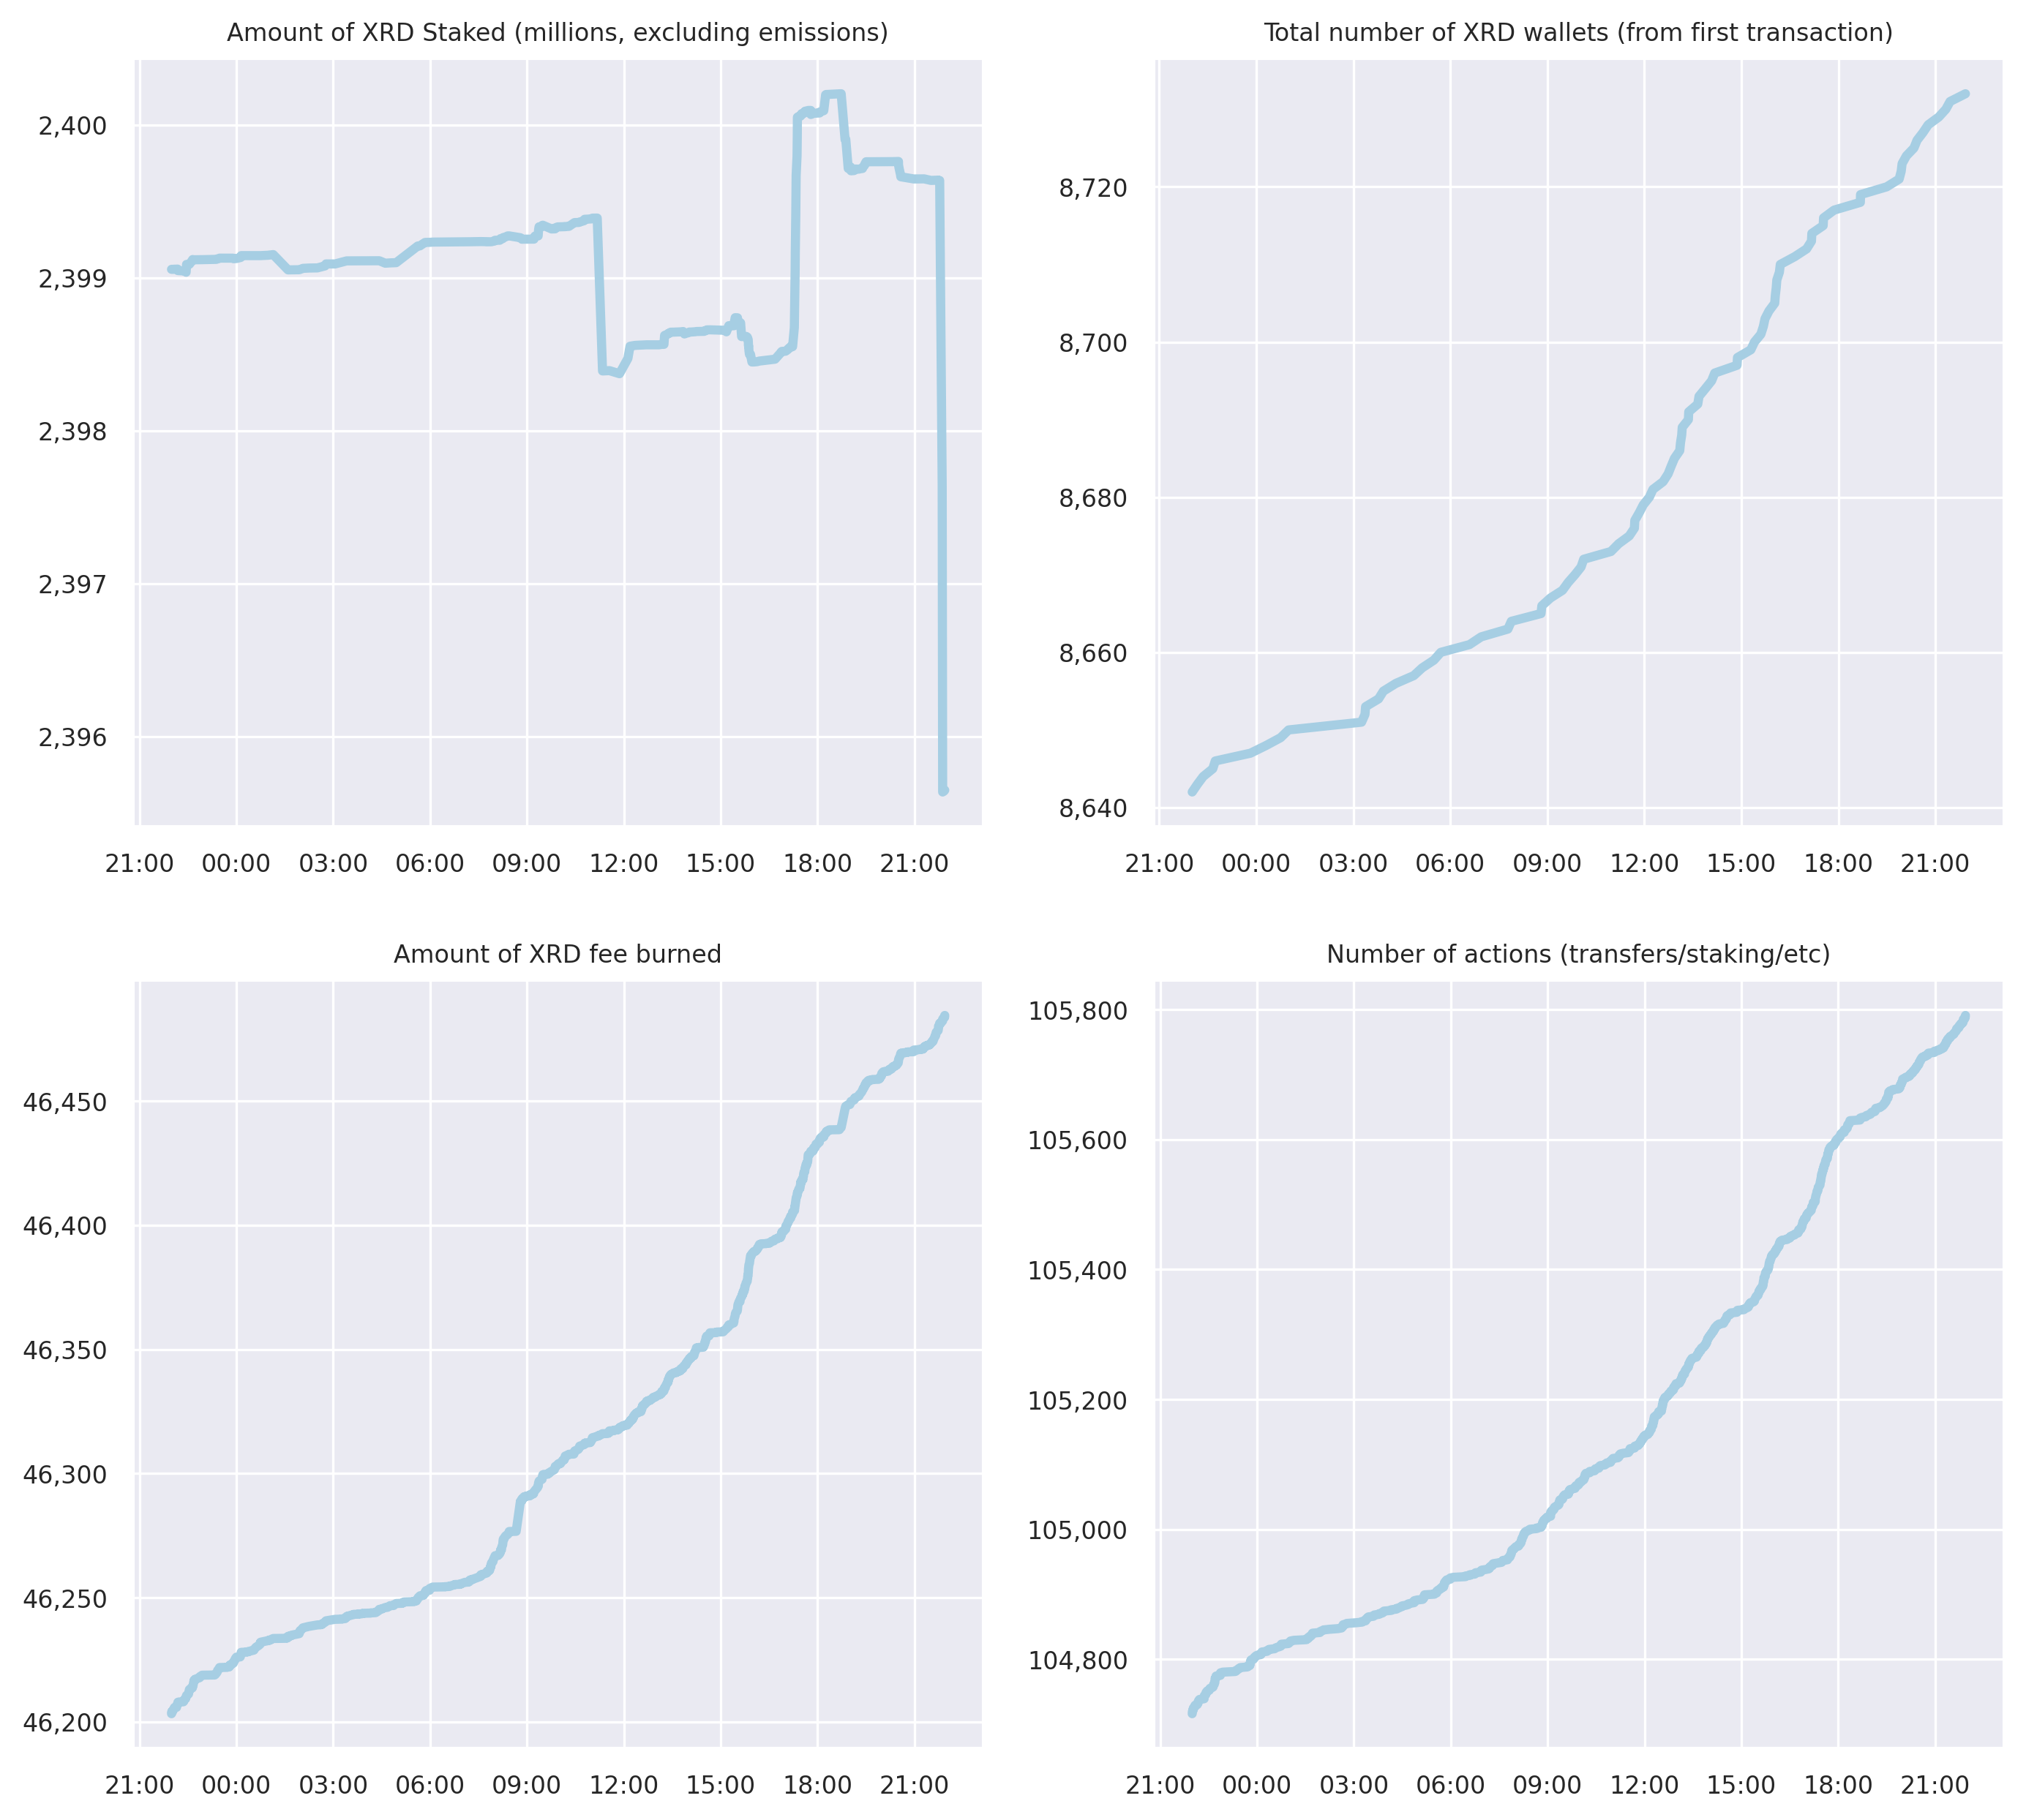 Amount of XRD Staked (millions, excluding emissions)
2,400
2,399
2,398
2,397
2,396
21:00 00:00 03:00 06:00 09:00 12:00 15:00 18:00 21:00
Total number of XRD wallets (from first transaction)
8,720
8,700
8,680
8,660
8,640
21:00 00:00 03:00 06:00 09:00 12:00 15:00 18:00 21:00
Amount of XRD fee burned
46,450
46,400
46,350
46,300
46,250
46,200
21:00 00:00 03:00 06:00 09:00 12:00 15:00 18:00 21:00
Number of actions (transfers/staking/etc)
105,800
105,600
105,400
105,200
105,000
104,800
21:00 00:00 03:00 06:00 09:00 12:00 15:00 18:00 21:00